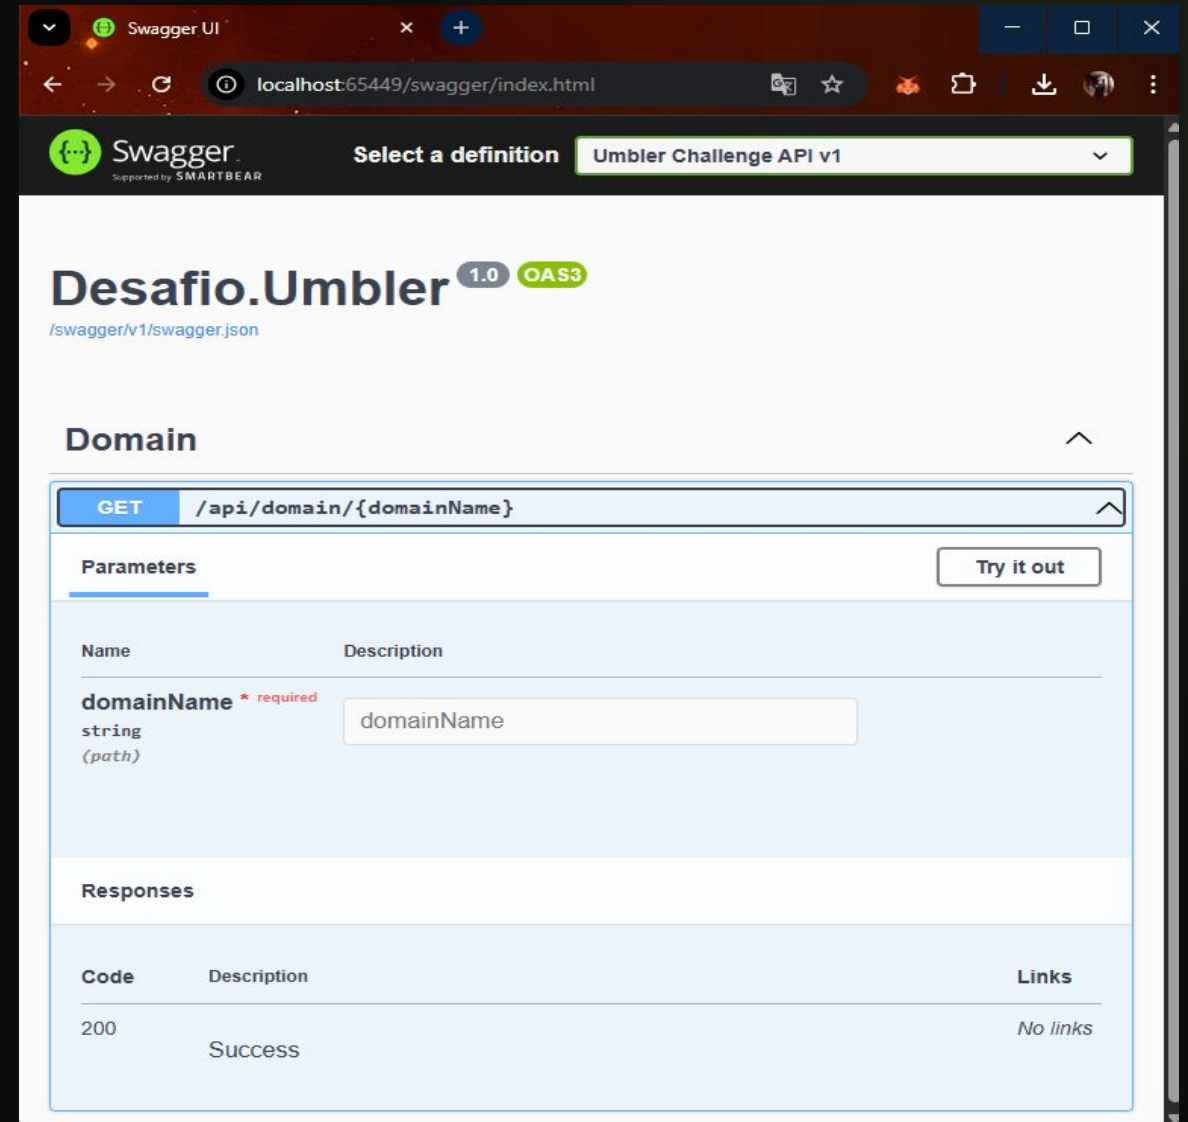 Swagger UI
localhost:65449/swagger/index.html
Swagger.
Supported by SMARTBEAR
Select a definition
Umbler Challenge API v1
Desafio.Umbler 1.0 OAS3
/swagger/v1/swagger.json
Domain
GET /api/domain/{domainName}
Parameters
Try it out
Name Description
domainName * required
string
(path)
domainName
Responses
Code Description Links
200
Success
No links